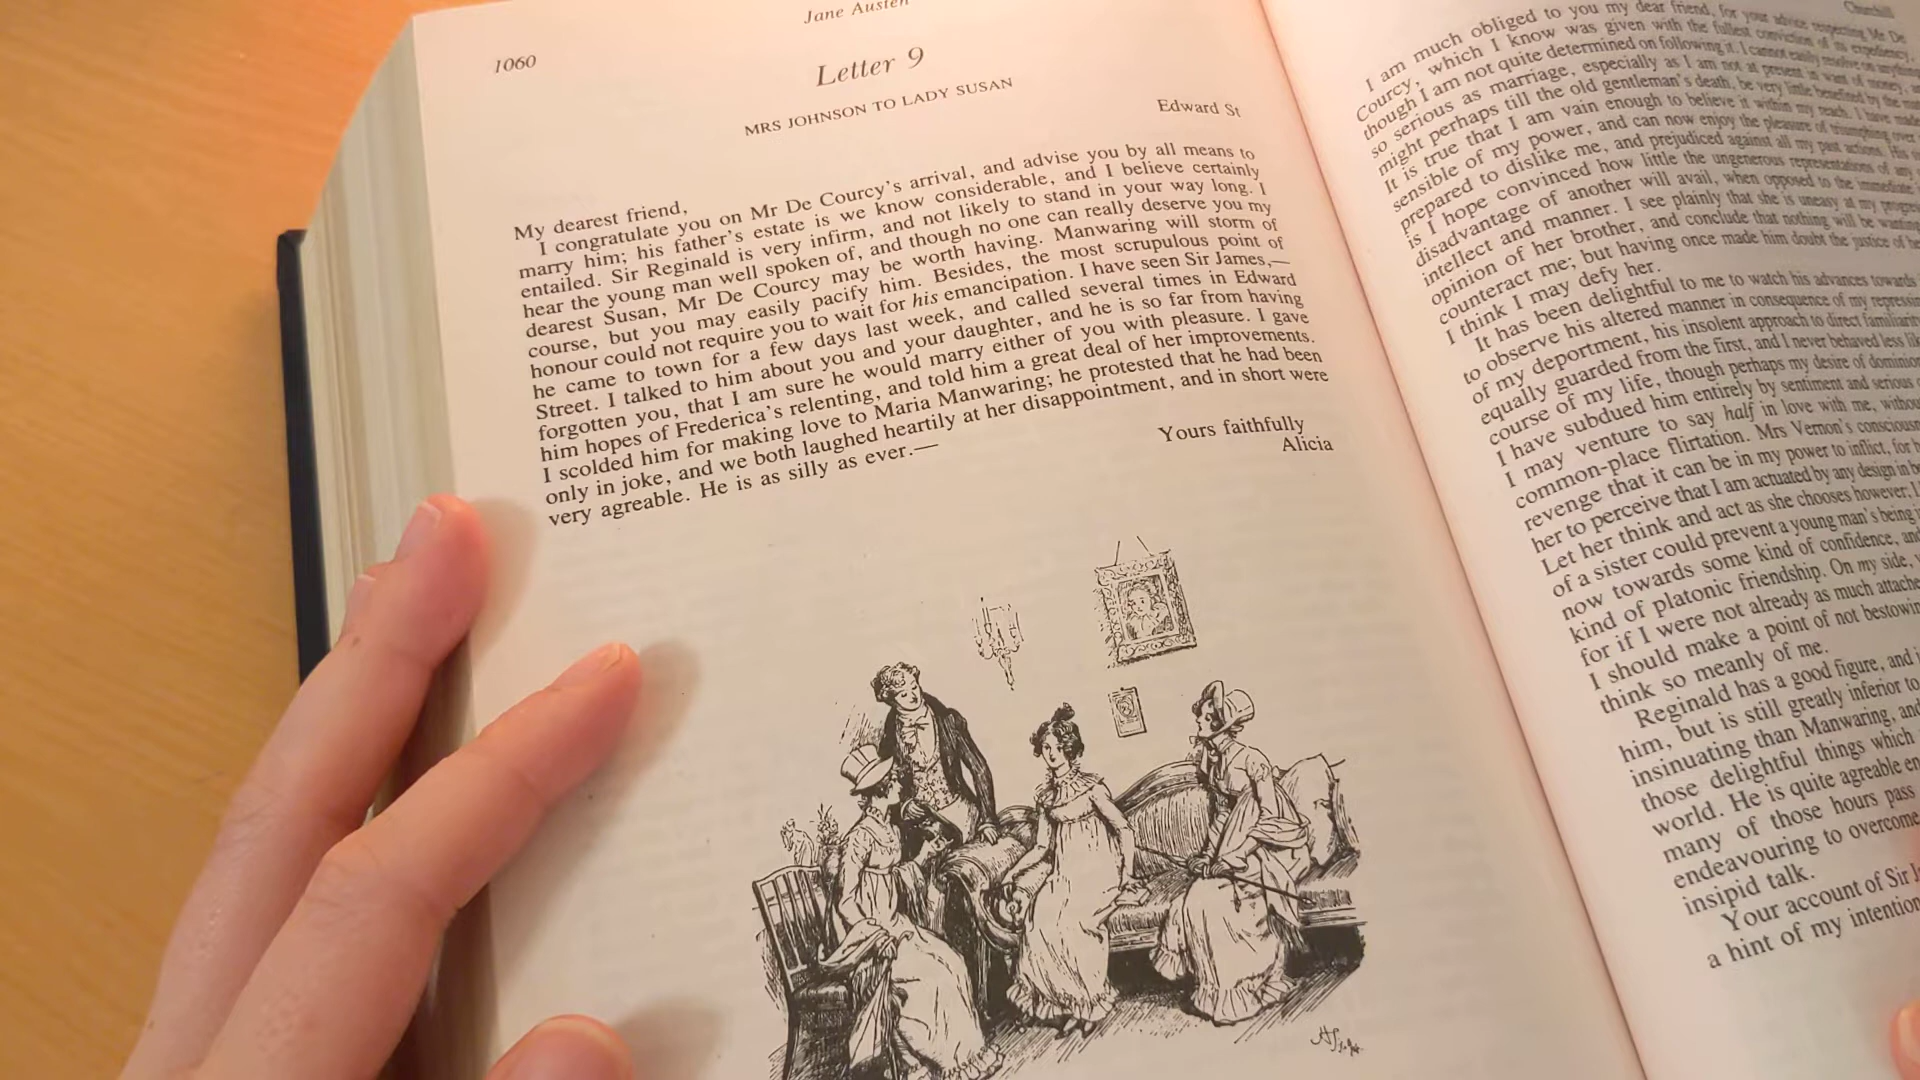 1060
Jane Austen
Letter 9
MRS JOHNSON TO LADY SUSAN
Edward St
My dearest friend,
I congratulate you on Mr De Courcy's arrival, and advise you by all means to
marry him; his father's estate is we know considerable, and I believe certainly
entailed. Sir Reginald is very infirm, and not likely to stand in your way long. I
hear the young man well spoken of, and though no one can really deserve you my
dearest Susan, Mr De Courcy may be worth having. Manwaring will storm of
course, but you may easily pacify him. Besides, the most scrupulous point of
honour could not require you to wait for his emancipation. I have seen Sir James,—
he came to town for a few days last week, and called several times in Edward
Street. I talked to him about you and your daughter, and he is so far from having
forgotten you, that I am sure he would marry either of you with pleasure. I gave
him hopes of Frederica's relenting, and told him a great deal of her improvements.
I scolded him for making love to Maria Manwaring; he protested that he had been
only in joke, and we both laughed heartily at her disappointment, and in short were
very agreeable. He is as silly as ever.—
Yours faithfully
Alicia
Churchill
I am much obliged to you my dear friend, for your advice respecting Mr De
Courcy, which I know was given with the fullest conviction of its expediency,
though I am not quite determined on following it. I cannot easily resolve on anything
so serious as marriage, especially as I am not at present in want of money, and
might perhaps till the old gentleman's death, be very little benefited by the
It is true that I am vain enough to believe it within my reach. I have made
sensible of my power, and can now enjoy the pleasure of triumphing over
prepared to dislike me, and prejudiced against all my past actions. His
is I hope convinced how little the ungenerous representations of any
disadvantage of another will avail, when opposed to the immediate
intellect and manner. I see plainly that she is uneasy at my progress
opinion of her brother, and conclude that nothing will be wanting
counteract me; but having once made him doubt the justice of
I think I may defy her.
It has been delightful to me to watch his advances towards
to observe his altered manner in consequence of my repressing
of my deportment, his insolent approach to direct familiarity
equally guarded from the first, and I never behaved less
course of my life, though perhaps my desire of dominion
I have subdued him entirely by sentiment and serious
I may venture to say half in love with me, without
common-place flirtation. Mrs Vernon's
revenge that it can be in my power to inflict, for
her to perceive that I am actuated by any design in
Let her think and act as she chooses however;
of a sister could prevent a young man's being
now towards some kind of confidence, and
kind of platonic friendship. On my side,
for if I were not already as much
I should make a point of not
think so meanly of me.
Reginald has a good figure, and
him, but is still greatly inferior to
insinuating than Manwaring, and
those delightful things which
world. He is quite agreeable
many of those hours pass
endeavouring to overcome
insipid talk.
Your account of Sir
a hint of my